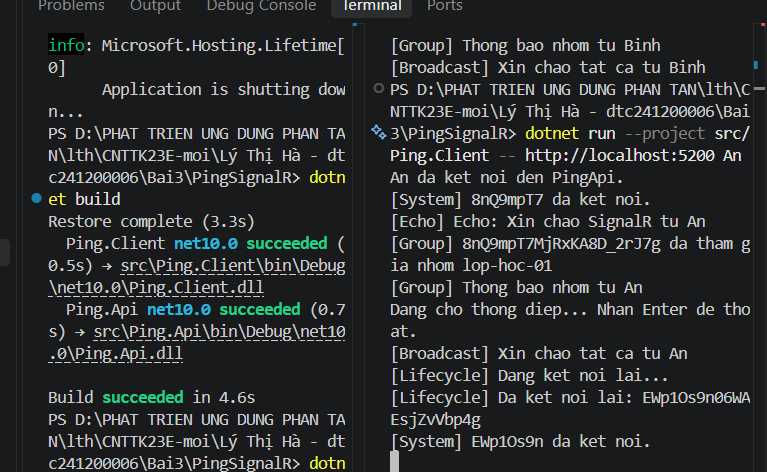 Problems Output Debug Console Terminal Ports
info: Microsoft.Hosting.Lifetime[
0]
Application is shutting dow
n...
PS D:\PHAT TRIEN UNG DUNG PHAN TA
N\lth\CNTTK23E-moi\Lý Thị Hà - dt
c241200006\Bai3\PingSignalR> dotn
et build
Restore complete (3.3s)
Ping.Client net10.0 succeeded (
0.5s) → src\Ping.Client\bin\Debug
\net10.0\Ping.Client.dll
Ping.Api net10.0 succeeded (0.7
s) → src\Ping.Api\bin\Debug\net10
.0\Ping.Api.dll
Build succeeded in 4.6s
PS D:\PHAT TRIEN UNG DUNG PHAN TA
N\lth\CNTTK23E-moi\Lý Thị Hà - dt
c241200006\Bai3\PingSignalR> dotn
[Group] Thong bao nhom tu Binh
[Broadcast] Xin chao tat ca tu Binh
PS D:\PHAT TRIEN UNG DUNG PHAN TAN\lth\C
NTTK23E-moi\Lý Thị Hà - dtc241200006\Bai
3\PingSignalR> dotnet run --project src/
Ping.Client -- http://localhost:5200 An
An da ket noi den PingApi.
[System] 8nQ9mpT7 da ket noi.
[Echo] Echo: Xin chao SignalR tu An
[Group] 8nQ9mpT7MjRxKA8D_2rJ7g da tham g
ia nhom lop-hoc-01
[Group] Thong bao nhom tu An
Dang cho thong diep... Nhan Enter de tho
at.
[Broadcast] Xin chao tat ca tu An
[Lifecycle] Dang ket noi lai...
[Lifecycle] Da ket noi lai: EWp1Os9n06WA
EsjZvVbp4g
[System] EWp1Os9n da ket noi.